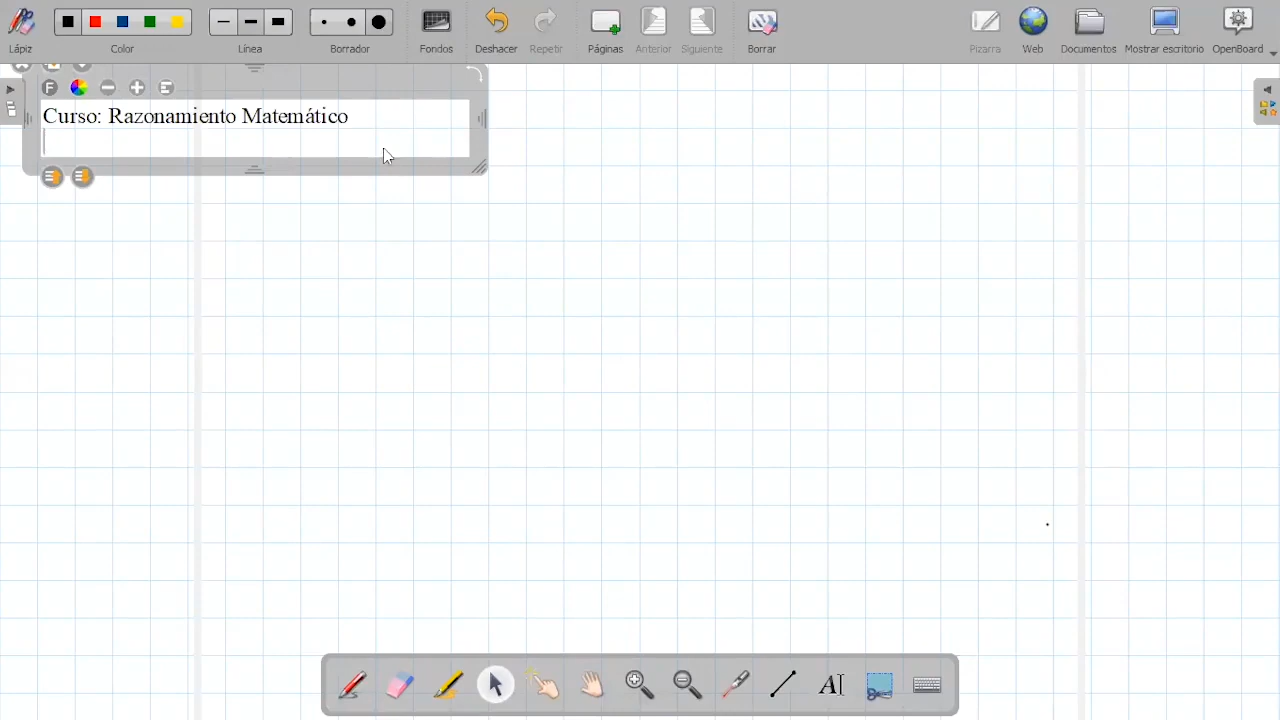 Lápiz Color Línea Borrador Fondos Deshacer Repetir Páginas Anterior Siguiente Borrar Pizarra Web Documentos Mostrar escritorio OpenBoard
F
Curso: Razonamiento Matemático
A